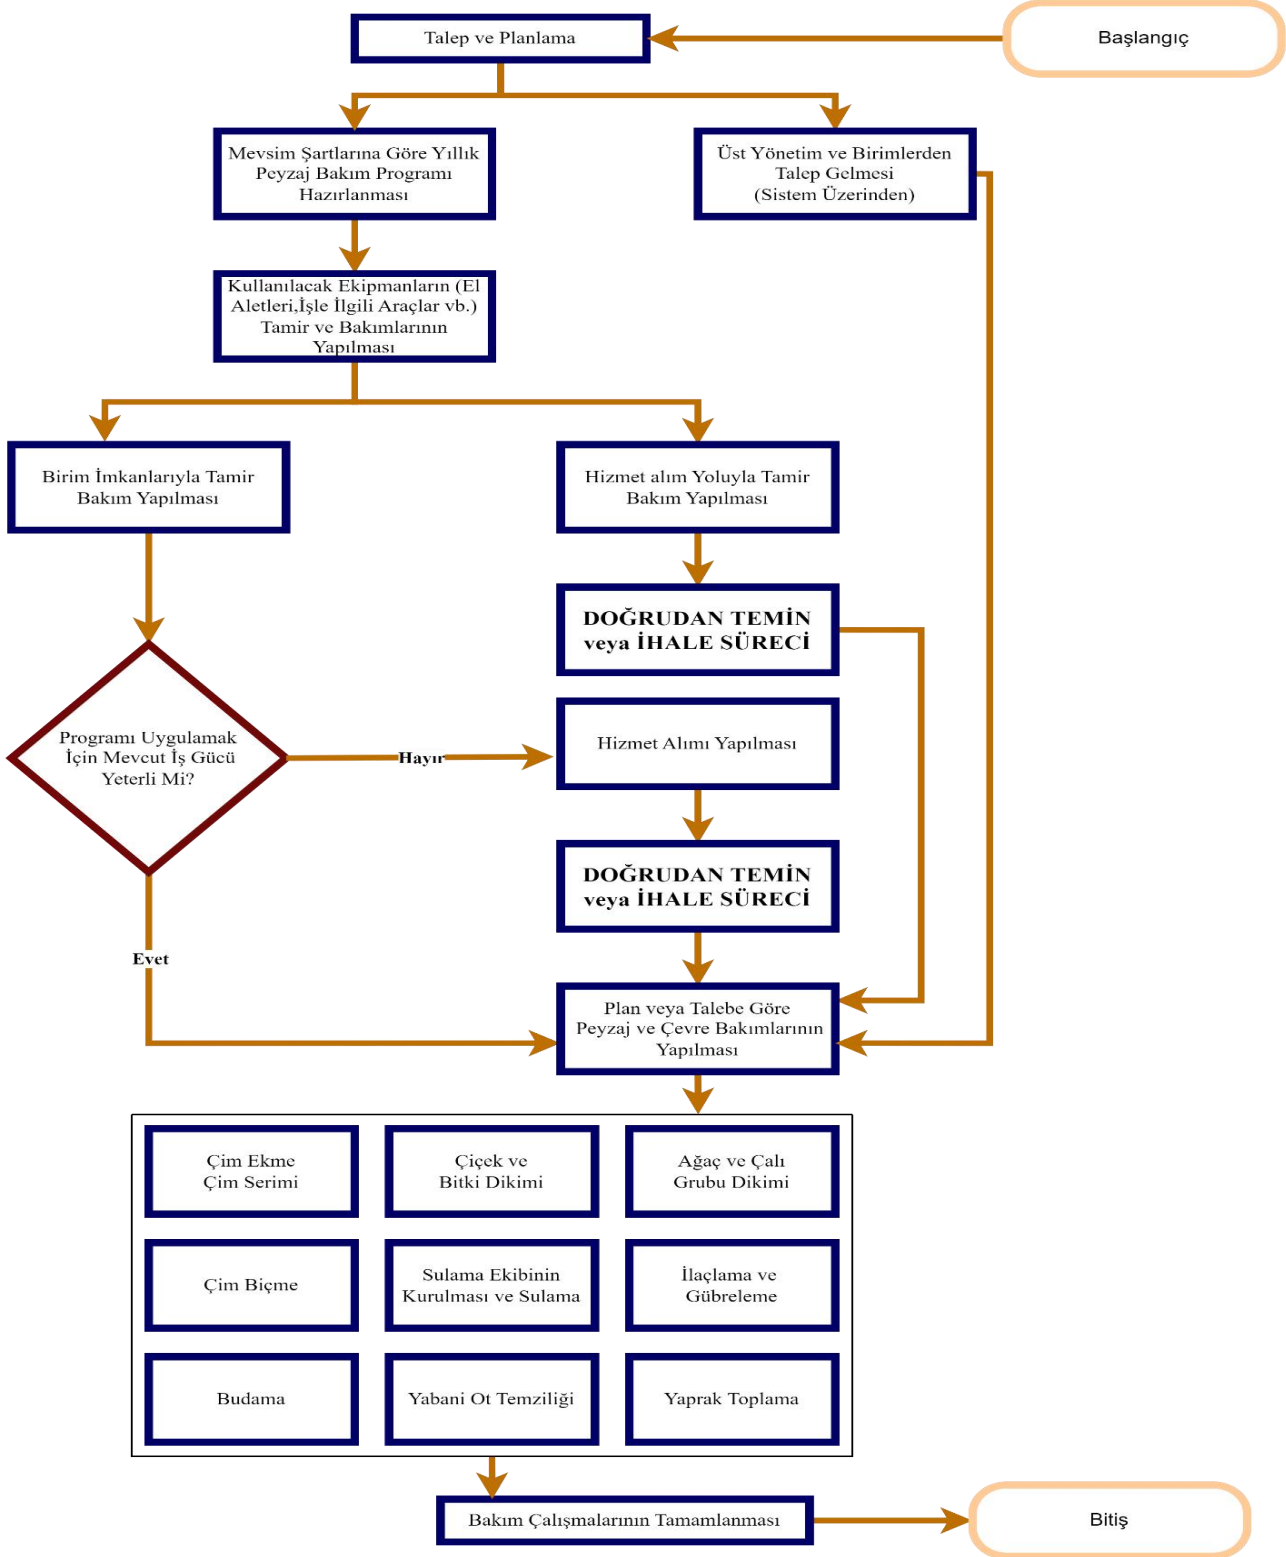 Talep ve Planlama
Başlangıç
Mevsim Şartlarına Göre Yıllık
Peyzaj Bakım Programı
Hazırlanması
Üst Yönetim ve Birimlerden
Talep Gelmesi
(Sistem Üzerinden)
Kullanılacak Ekipmanların (El
Aletleri,İşle İlgili Araçlar vb.)
Tamir ve Bakımlarının
Yapılması
Birim İmkanlarıyla Tamir
Bakım Yapılması
Hizmet alım Yoluyla Tamir
Bakım Yapılması
DOĞRUDAN TEMİN
veya İHALE SÜRECİ
Programı Uygulamak
İçin Mevcut İş Gücü
Yeterli Mi?
Hayır
Hizmet Alımı Yapılması
DOĞRUDAN TEMİN
veya İHALE SÜRECİ
Evet
Plan veya Talebe Göre
Peyzaj ve Çevre Bakımlarının
Yapılması
Çim Ekme
Çim Serimi
Çiçek ve
Bitki Dikimi
Ağaç ve Çalı
Grubu Dikimi
Çim Biçme
Sulama Ekibinin
Kurulması ve Sulama
İlaçlama ve
Gübreleme
Budama
Yabani Ot Temziliği
Yaprak Toplama
Bakım Çalışmalarının Tamamlanması
Bitiş